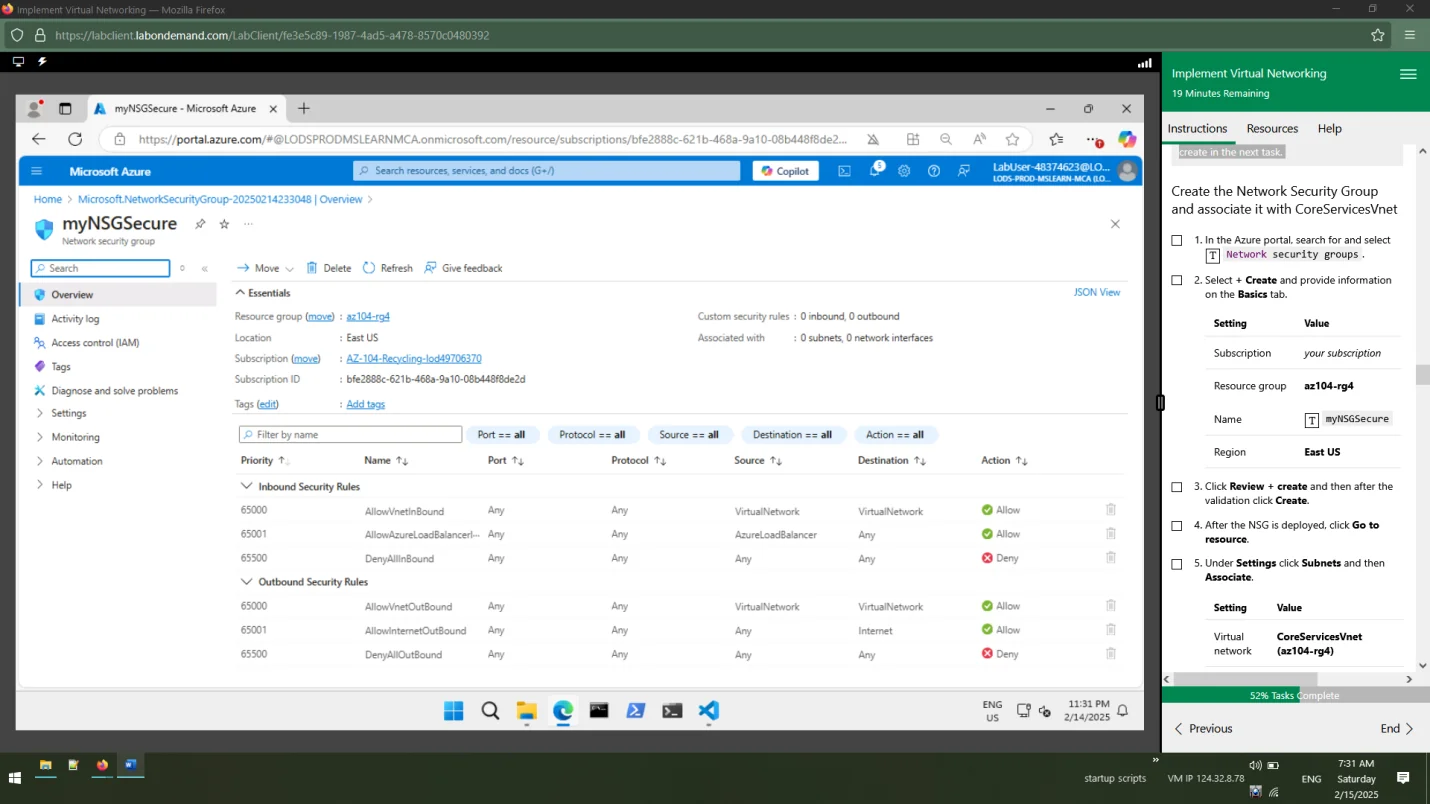 Implement Virtual Networking — Mozilla Firefox
https://labclient.labondemand.com/LabClient/fe3e5c89-1987-4ad5-a478-8570c0480392
myNSGSecure - Microsoft Azure
https://portal.azure.com/#@LODSPRODMSLEARNMCA.onmicrosoft.com/resource/subscriptions/bfe2888c-621b-468a-9a10-08b448f8de2...
Microsoft Azure
Search resources, services, and docs (G+/)
Copilot
5
LabUser-48374623@LO...
LODS-PROD-MSLEARN-MCA (LO...
Home > Microsoft.NetworkSecurityGroup-20250214233048 | Overview >
myNSGSecure
Network security group
Search
Overview
Activity log
Access control (IAM)
Tags
Diagnose and solve problems
Settings
Monitoring
Automation
Help
Move
Delete
Refresh
Give feedback
Essentials
JSON View
Resource group (move) : az104-rg4
Location : East US
Subscription (move) : AZ-104-Recycling-lod49706370
Subscription ID : bfe2888c-621b-468a-9a10-08b448f8de2d
Tags (edit) : Add tags
Custom security rules : 0 inbound, 0 outbound
Associated with : 0 subnets, 0 network interfaces
Filter by name
Port == all
Protocol == all
Source == all
Destination == all
Action == all
Priority Name Port Protocol Source Destination Action
Inbound Security Rules
65000 AllowVnetInBound Any Any VirtualNetwork VirtualNetwork Allow
65001 AllowAzureLoadBalancerI... Any Any AzureLoadBalancer Any Allow
65500 DenyAllInBound Any Any Any Any Deny
Outbound Security Rules
65000 AllowVnetOutBound Any Any VirtualNetwork VirtualNetwork Allow
65001 AllowInternetOutBound Any Any Any Internet Allow
65500 DenyAllOutBound Any Any Any Any Deny
ENG
US
11:31 PM
2/14/2025
Implement Virtual Networking
19 Minutes Remaining
Instructions Resources Help
create in the next task.
Create the Network Security Group
and associate it with CoreServicesVnet
1. In the Azure portal, search for and select
T Network security groups.
2. Select + Create and provide information
on the Basics tab.
Setting Value
Subscription your subscription
Resource group az104-rg4
Name T myNSGSecure
Region East US
3. Click Review + create and then after the
validation click Create.
4. After the NSG is deployed, click Go to
resource.
5. Under Settings click Subnets and then
Associate.
Setting Value
Virtual CoreServicesVnet
network (az104-rg4)
52% Tasks Complete
Previous
End
startup scripts
»
VM IP 124.32.8.78
ENG
7:31 AM
Saturday
2/15/2025